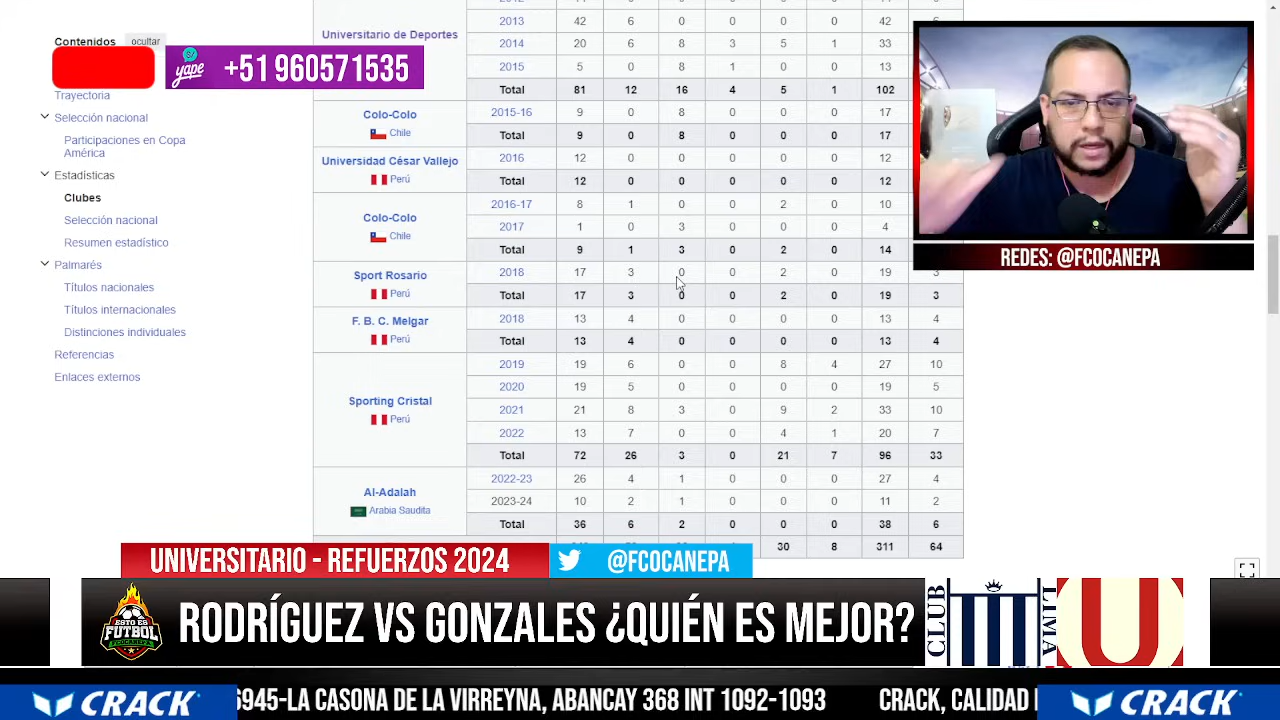 Contenidos ocultar
yape +51 960571535
Trayectoria
Selección nacional
Participaciones en Copa
América
Estadísticas
Clubes
Selección nacional
Resumen estadístico
Palmarés
Títulos nacionales
Títulos internacionales
Distinciones individuales
Referencias
Enlaces externos
Universitario de Deportes
2013 42 6 0 0 0 0 42 6
2014 20 6 8 3 5 1 33
2015 5 0 8 1 0 0 13
Total 81 12 16 4 5 1 102
Colo-Colo
Chile
2015-16 9 0 8 0 0 0 17
Total 9 0 8 0 0 0 17
Universidad César Vallejo
Perú
2016 12 0 0 0 0 0 12
Total 12 0 0 0 0 0 12
Colo-Colo
Chile
2016-17 8 1 0 0 2 0 10
2017 1 0 3 0 0 0 4
Total 9 1 3 0 2 0 14
Sport Rosario
Perú
2018 17 3 0 0 2 0 19 3
Total 17 3 0 0 2 0 19 3
F. B. C. Melgar
Perú
2018 13 4 0 0 0 0 13 4
Total 13 4 0 0 0 0 13 4
Sporting Cristal
Perú
2019 19 6 0 0 8 4 27 10
2020 19 5 0 0 0 0 19 5
2021 21 8 3 0 9 2 33 10
2022 13 7 0 0 4 1 20 7
Total 72 26 3 0 21 7 96 33
Al-Adalah
Arabia Saudita
2022-23 26 4 1 0 0 0 27 4
2023-24 10 2 1 0 0 0 11 2
Total 36 6 2 0 0 0 38 6
30 8 311 64
REDES: @FCOCANEPA
UNIVERSITARIO - REFUERZOS 2024 @FCOCANEPA
ESTO ES
FUTBOL
FCOCANEPA
RODRÍGUEZ VS GONZALES ¿QUIÉN ES MEJOR?
CLUB
LIMA
U
CRACK 6945-LA CASONA DE LA VIRREYNA, ABANCAY 368 INT 1092-1093 CRACK, CALIDAD CRACK